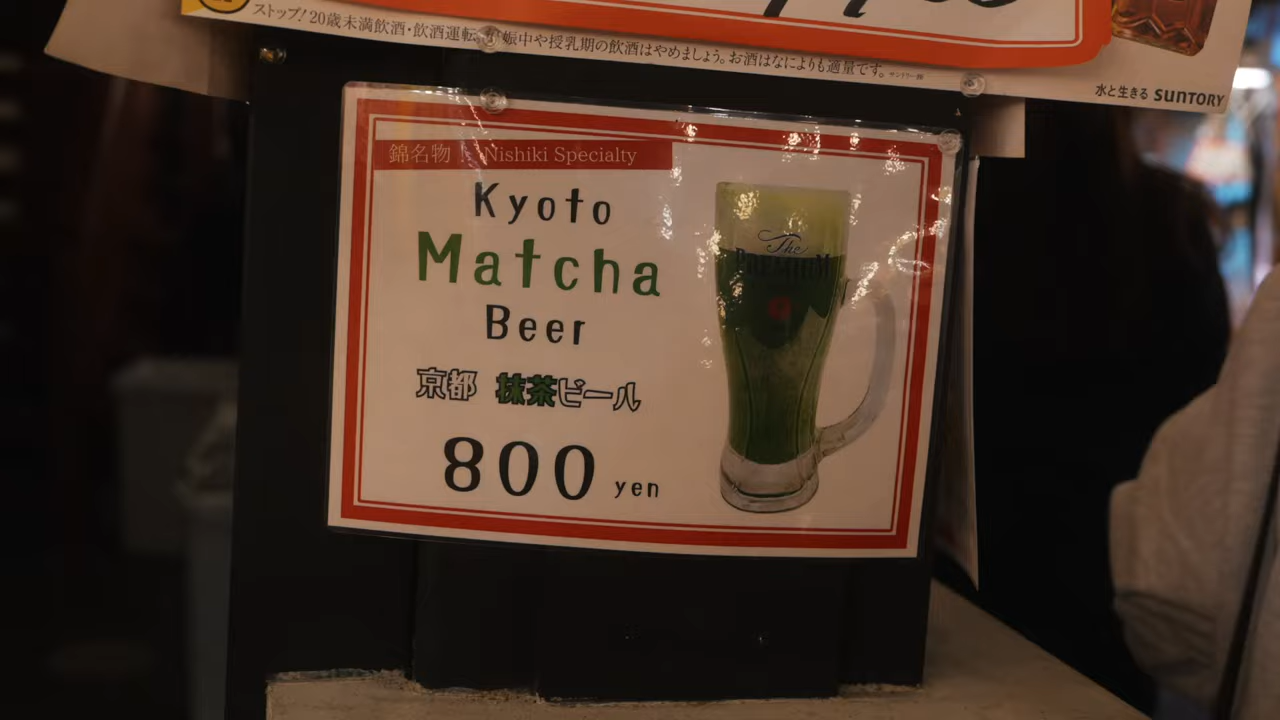 ストップ!20歳未満飲酒・飲酒運転。娠中や授乳期の飲酒はやめましょう。お酒はなによりも適量です。
水と生きる SUNTORY
錦名物! Nishiki Specialty
Kyoto
Matcha
Beer
京都 抹茶ビール
800 yen
The
PREMIUM